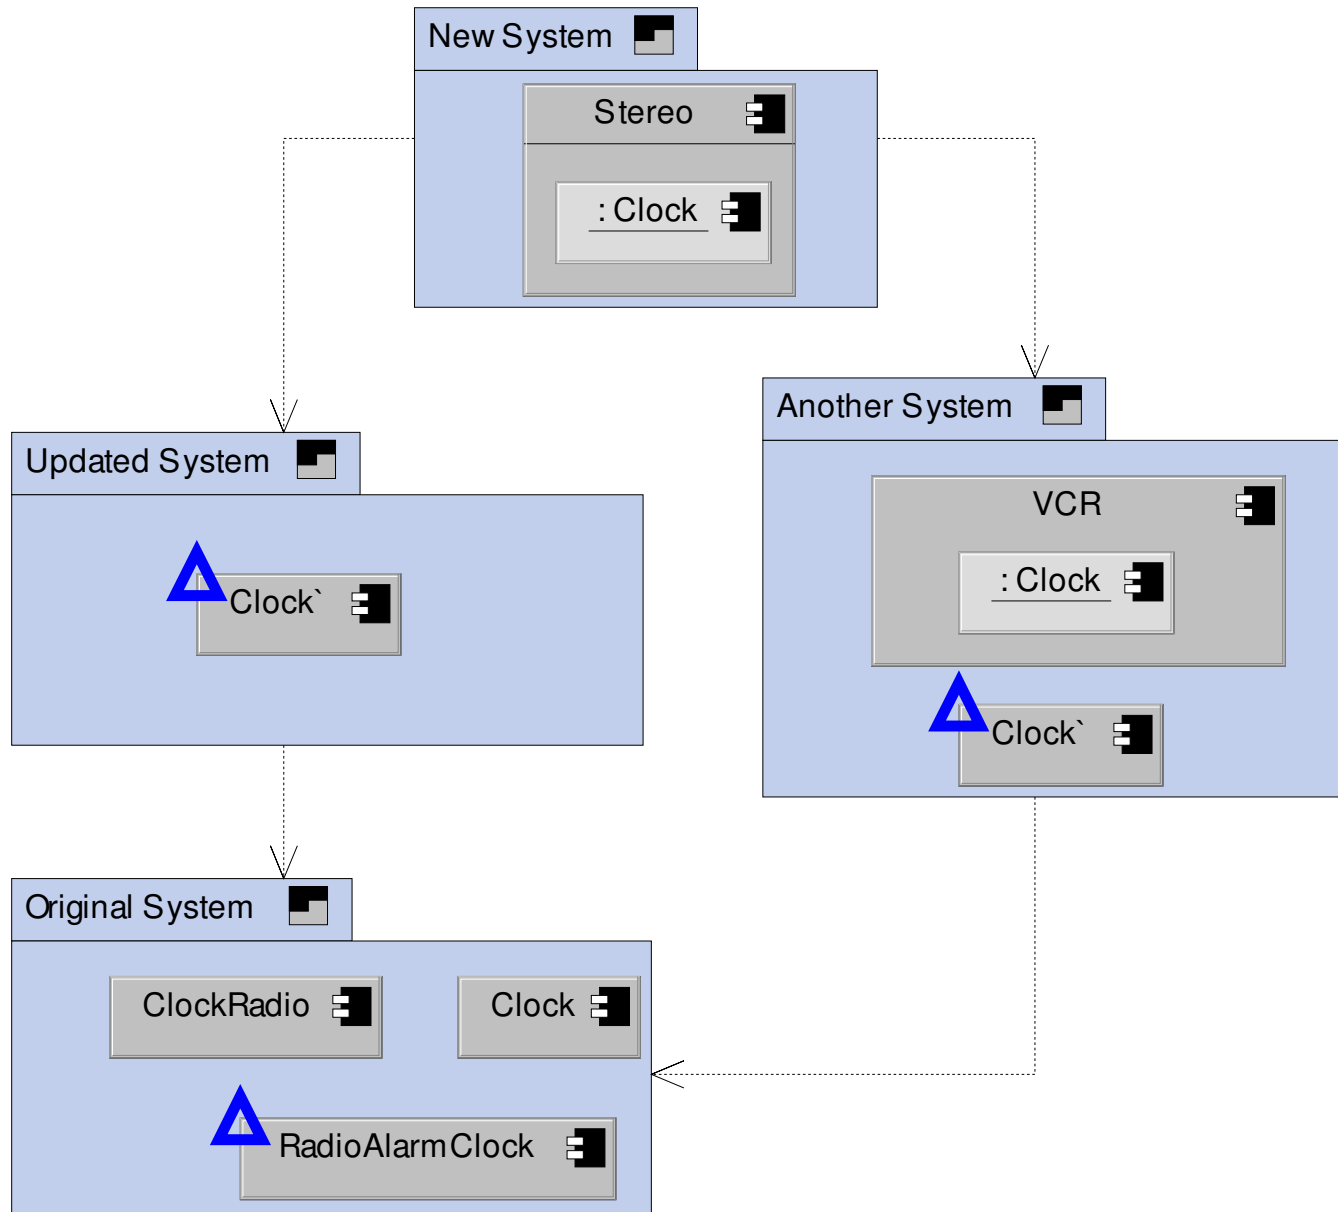 New System
Stereo
: Clock
Another System
Updated System
VCR
: Clock
Clock`
Clock`
Original System
ClockRadio
Clock
RadioAlarmClock